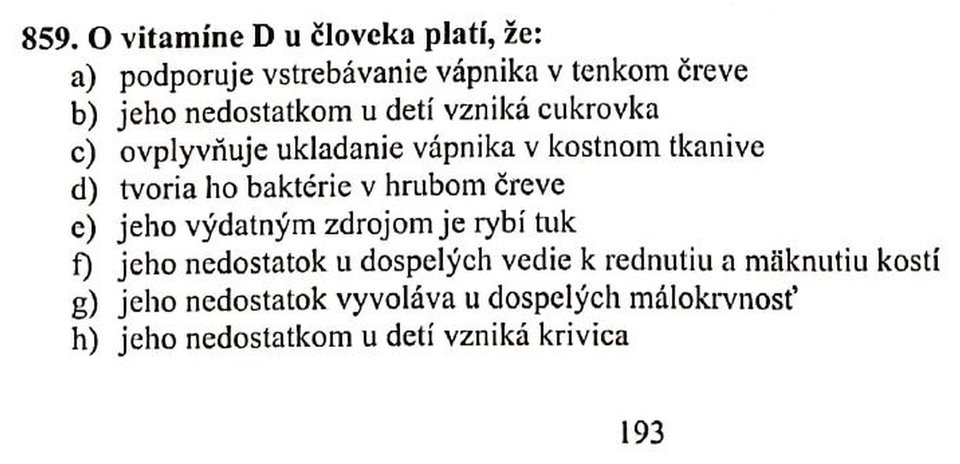 859. O vitamíne D u človeka platí, že:
a) podporuje vstrebávanie vápnika v tenkom čreve
b) jeho nedostatkom u detí vzniká cukrovka
c) ovplyvňuje ukladanie vápnika v kostnom tkanive
d) tvoria ho baktérie v hrubom čreve
e) jeho výdatným zdrojom je rybí tuk
f) jeho nedostatok u dospelých vedie k rednutiu a mäknutiu kostí
g) jeho nedostatok vyvoláva u dospelých málokrvnosť
h) jeho nedostatkom u detí vzniká krivica
193